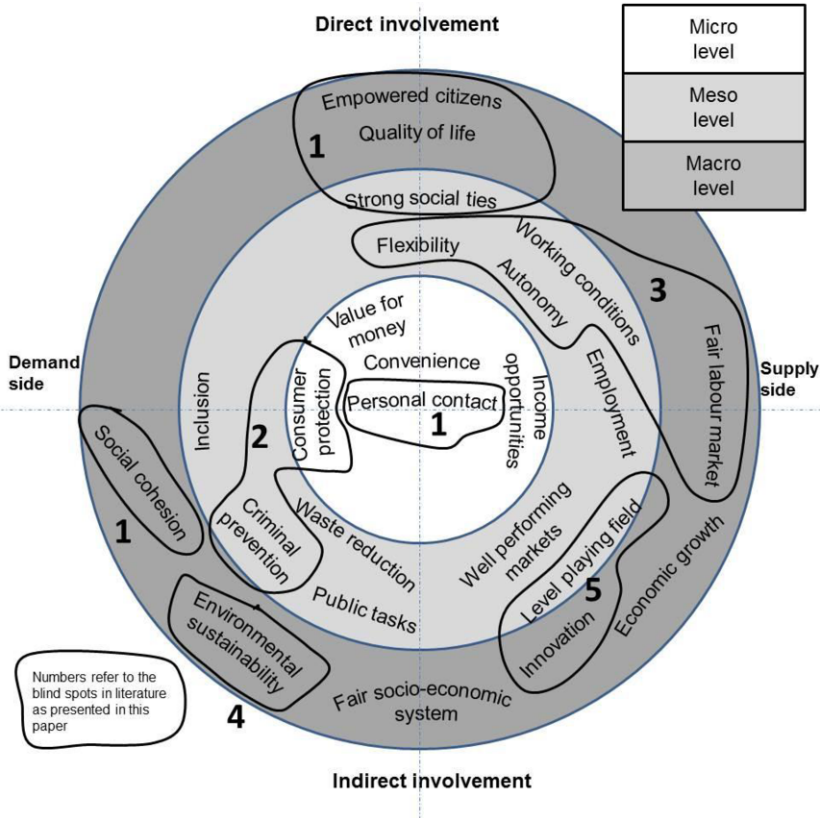 Direct involvement
Micro
level
Meso
level
Macro
level
Empowered citizens
1
Quality of life
Strong social ties
Flexibility
Working conditions
Autonomy
3
Value for
money
Convenience
Demand
side
Supply
side
Fair labour market
Employment
Income
opportunities
Personal contact
1
Consumer
protection
2
Inclusion
Social cohesion
1
Criminal
prevention
Waste reduction
Public tasks
Well performing
markets
Level playing field
5
Innovation
Economic growth
Environmental
sustainability
4
Fair socio-economic
system
Numbers refer to the
blind spots in literature
as presented in this
paper
Indirect involvement